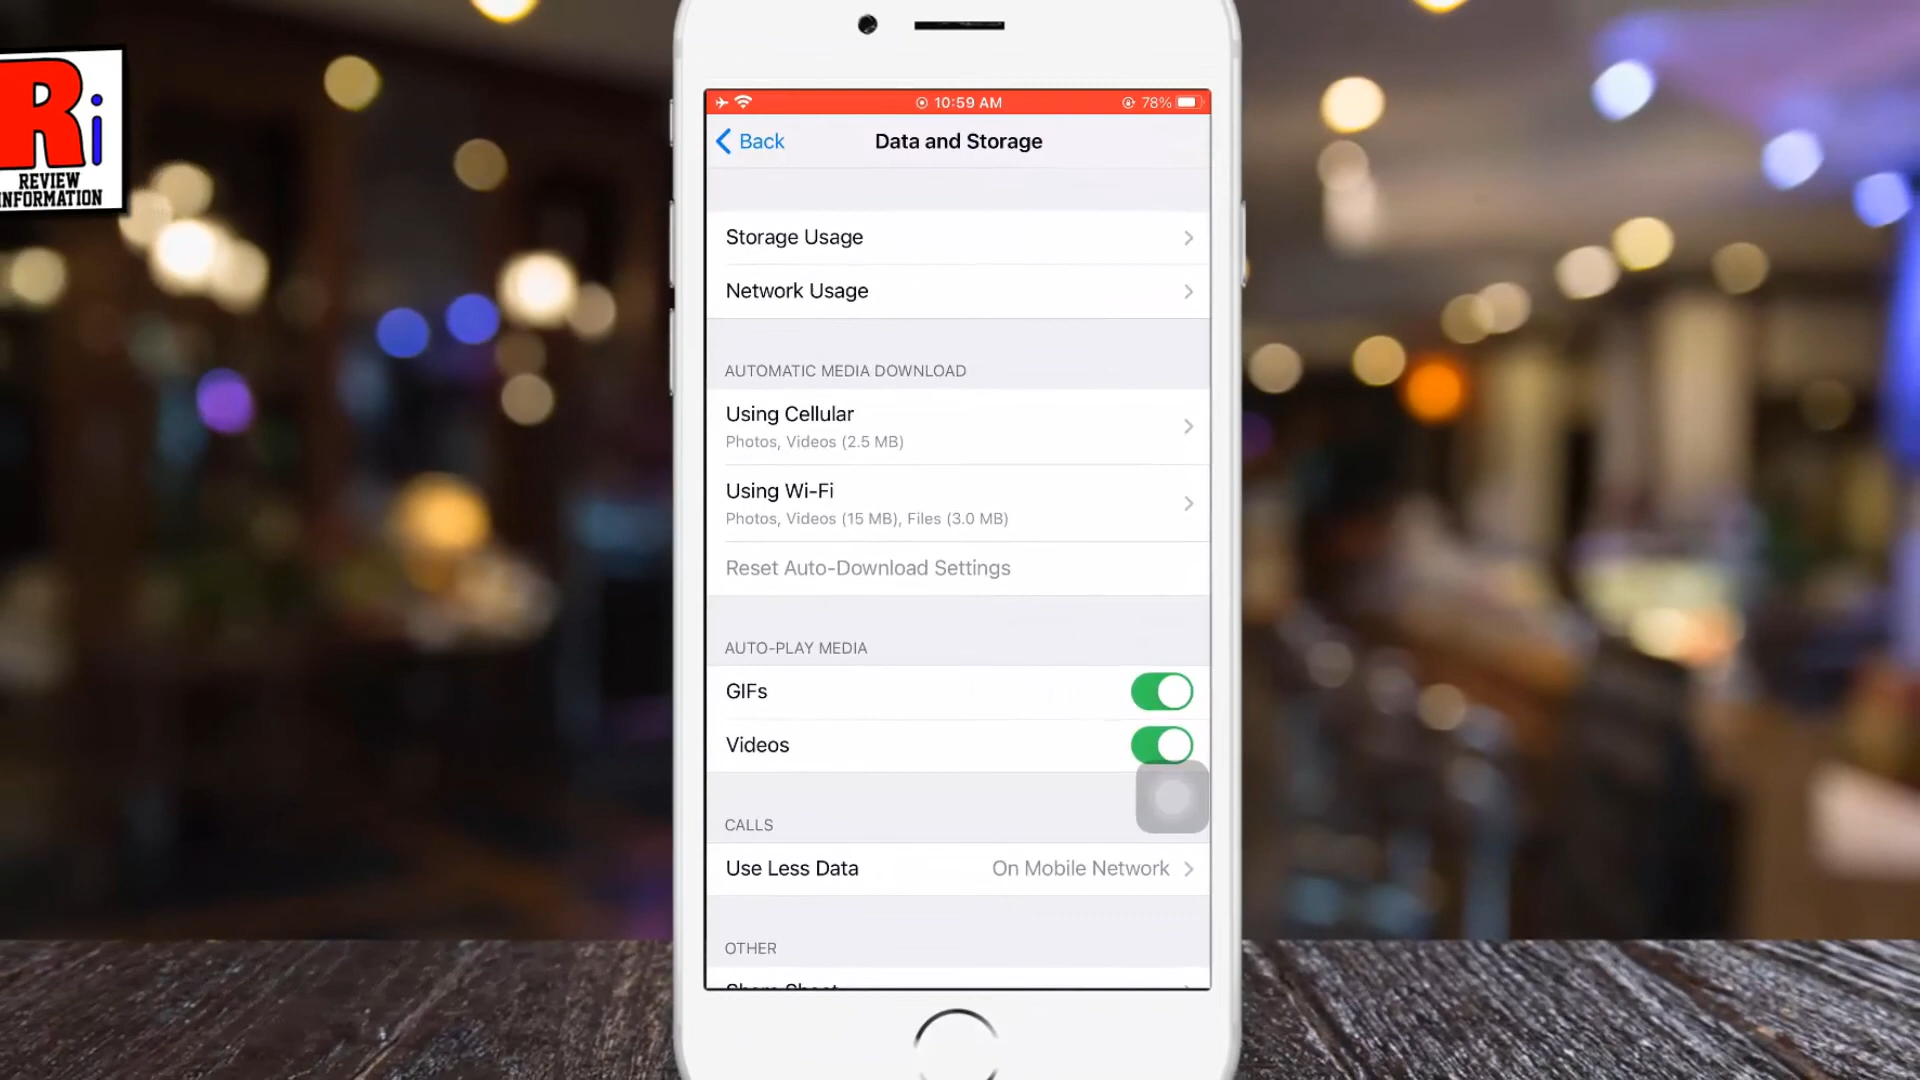 Ri
REVIEW
INFORMATION
10:59 AM
78%
Back
Data and Storage
Storage Usage
Network Usage
AUTOMATIC MEDIA DOWNLOAD
Using Cellular
Photos, Videos (2.5 MB)
Using Wi-Fi
Photos, Videos (15 MB), Files (3.0 MB)
Reset Auto-Download Settings
AUTO-PLAY MEDIA
GIFs
Videos
CALLS
Use Less Data
On Mobile Network
OTHER
Share Sheet